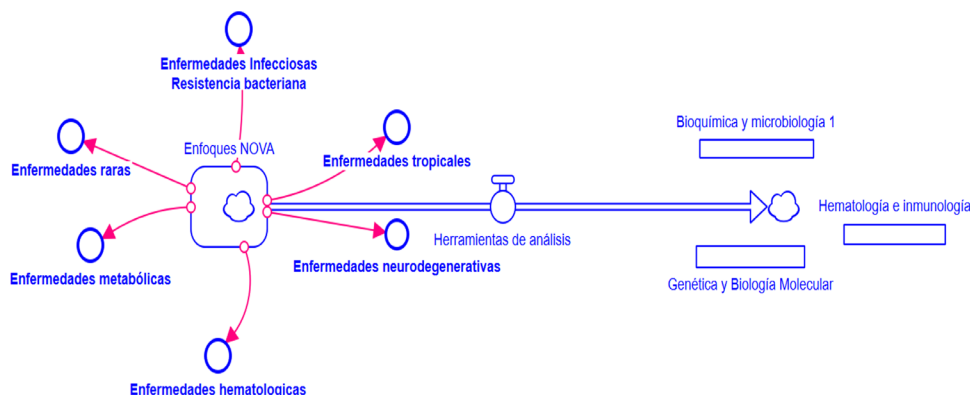 Enfermedades Infecciosas
Resistencia bacteriana
Bioquímica y microbiología 1
Enfoques NOVA
Enfermedades tropicales
Enfermedades raras
Hematología e inmunología
Herramientas de análisis
Enfermedades neurodegenerativas
Enfermedades metabólicas
Genética y Biología Molecular
Enfermedades hematologicas